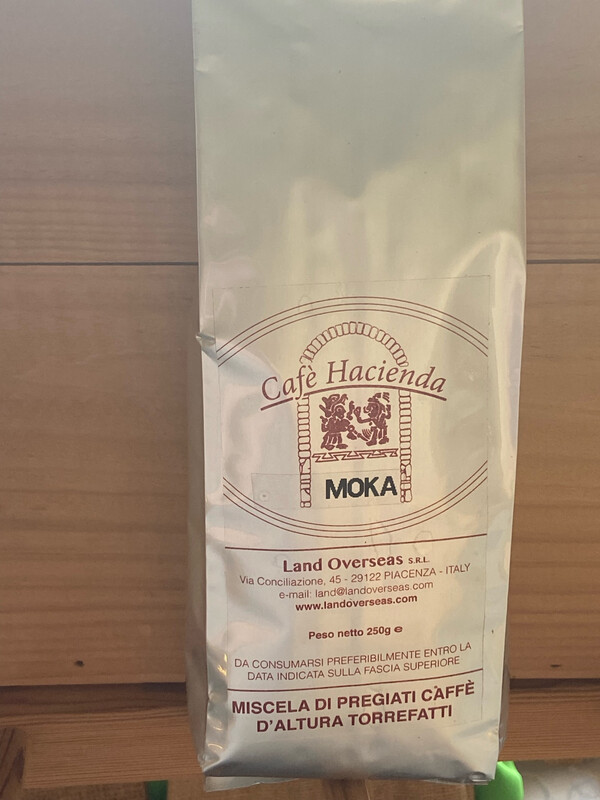 Cafè Hacienda
MOKA
Land Overseas S.R.L.
Via Conciliazione, 45 - 29122 PIACENZA - ITALY
e-mail: land@landoverseas.com
www.landoverseas.com
Peso netto 250g e
DA CONSUMARSI PREFERIBILMENTE ENTRO LA
DATA INDICATA SULLA FASCIA SUPERIORE
MISCELA DI PREGIATI CAFFÈ
D'ALTURA TORREFATTI